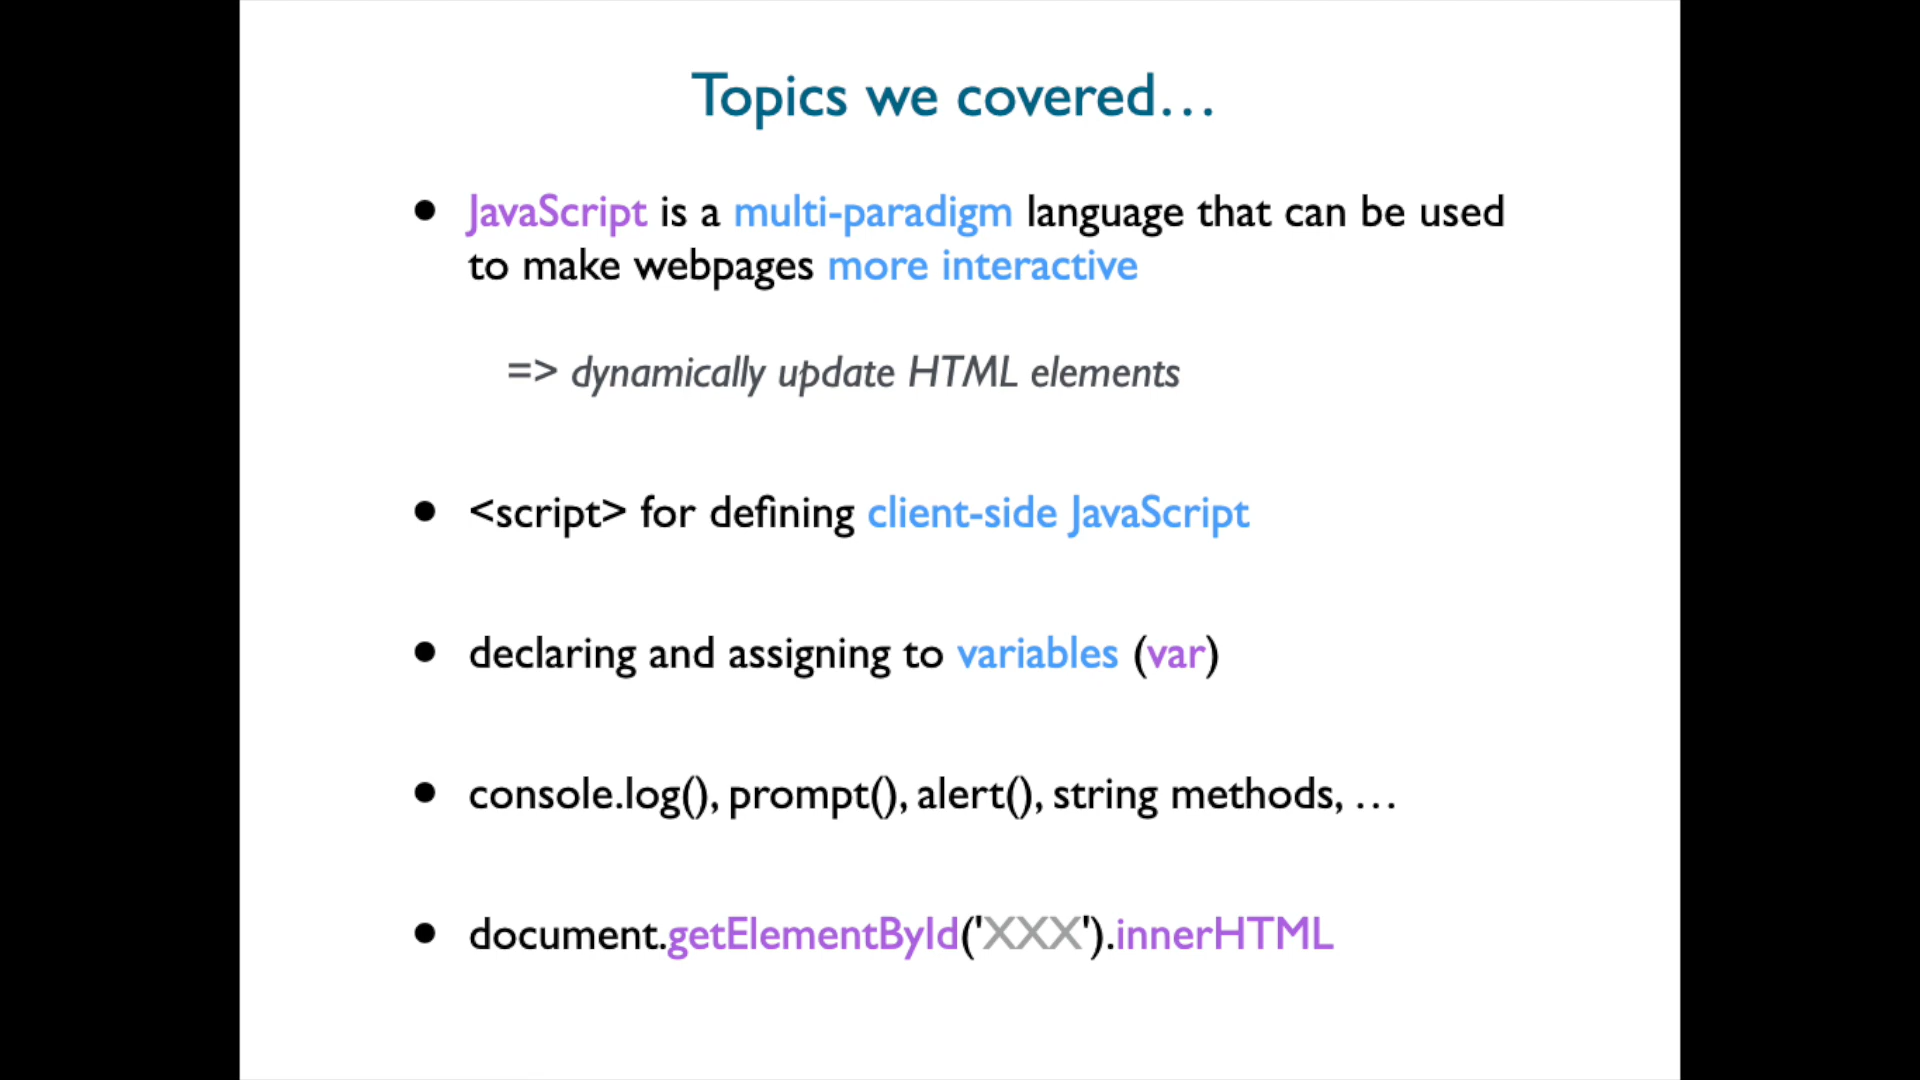 Topics we covered…
• JavaScript is a multi-paradigm language that can be used
to make webpages more interactive
=> dynamically update HTML elements
• <script> for defining client-side JavaScript
• declaring and assigning to variables (var)
• console.log(), prompt(), alert(), string methods, …
• document.getElementById('XXX').innerHTML